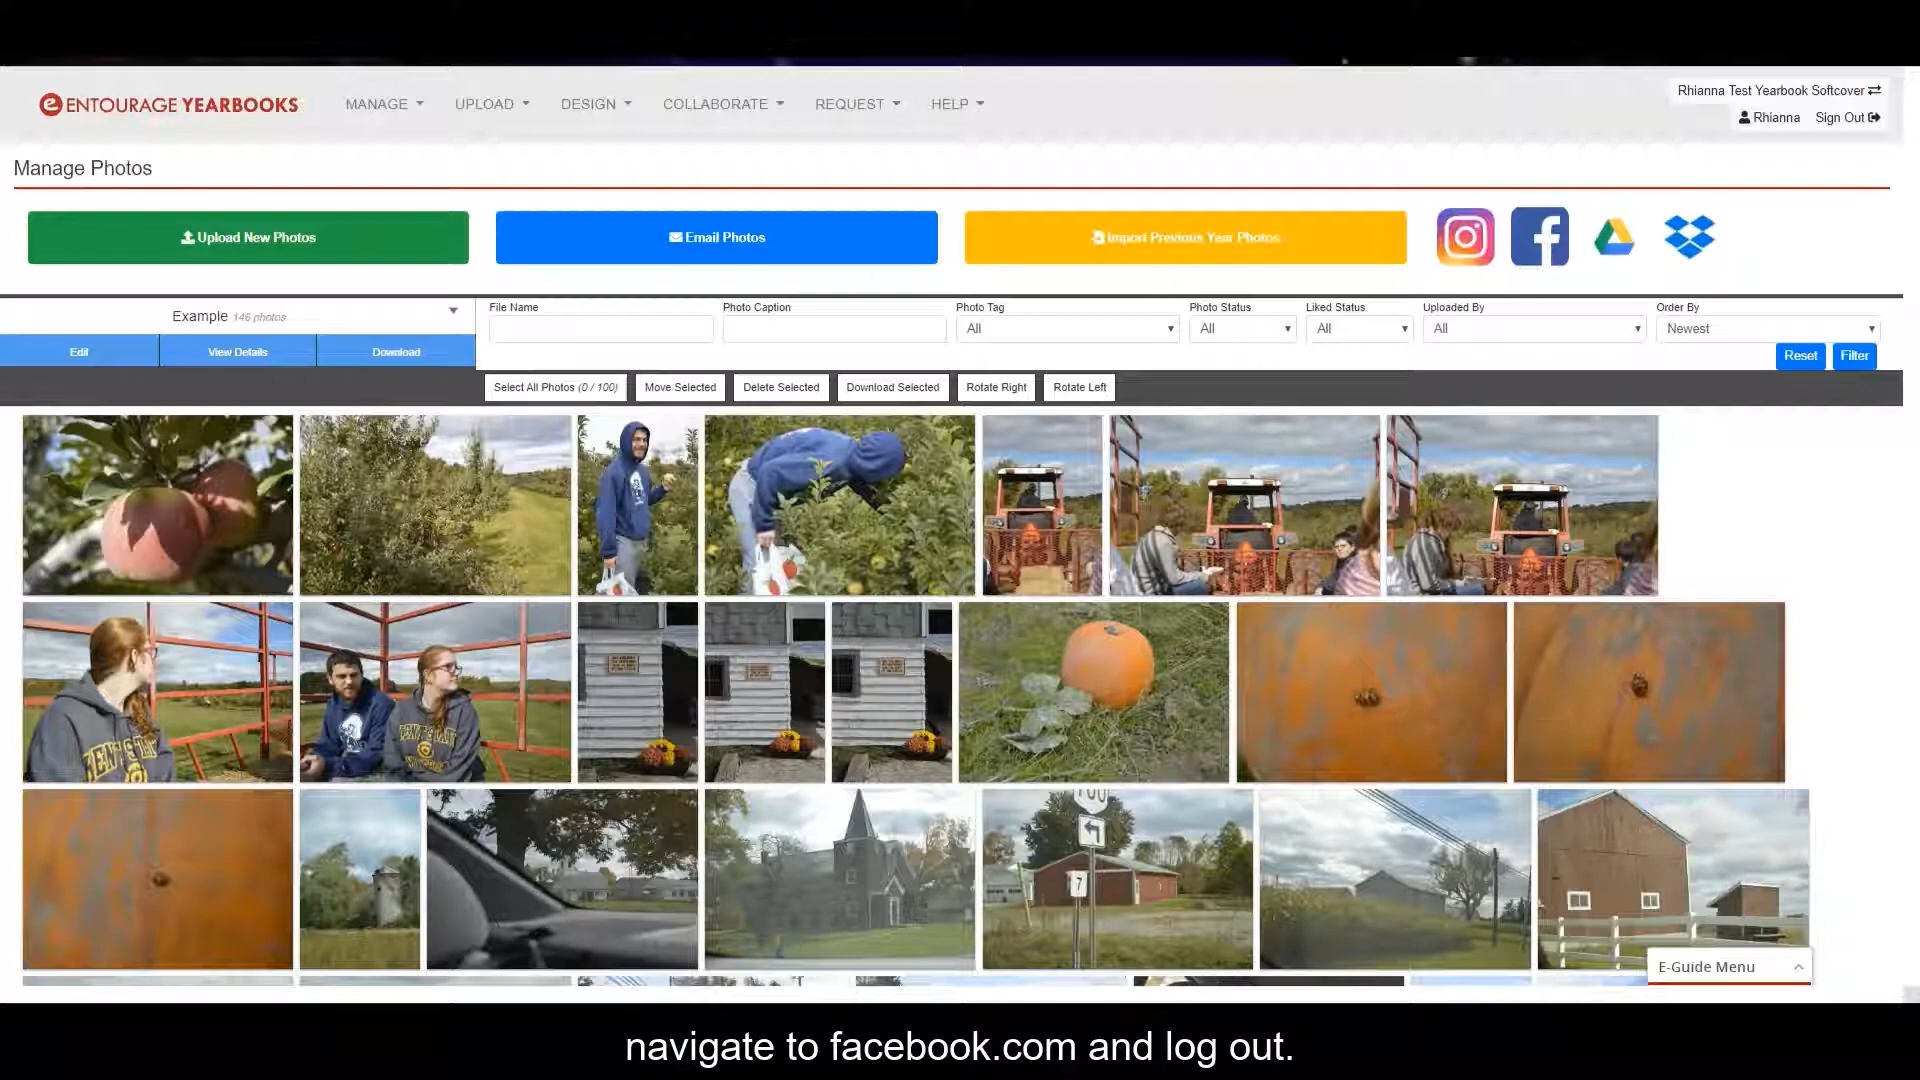 ENTOURAGE YEARBOOKS
MANAGE
UPLOAD
DESIGN
COLLABORATE
REQUEST
HELP
Rhianna Test Yearbook Softcover
Rhianna
Sign Out
Manage Photos
Upload New Photos
Email Photos
Import Previous Year Photos
Example 146 photos
Edit
View Details
Download
File Name
Photo Caption
Photo Tag
Photo Status
Liked Status
Uploaded By
Order By
All
All
All
All
Newest
Reset
Filter
Select All Photos (0 / 100)
Move Selected
Delete Selected
Download Selected
Rotate Right
Rotate Left
7
E-Guide Menu
navigate to facebook.com and log out.